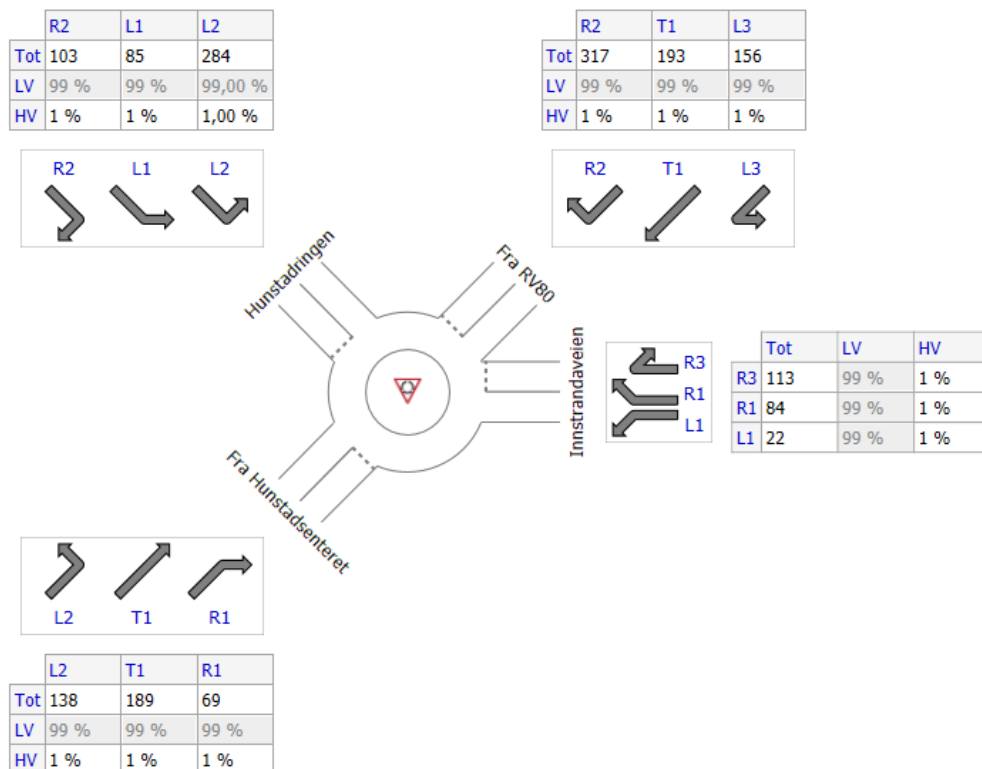 R2 L1 L2
Tot 103 85 284
LV 99 % 99 % 99,00 %
HV 1 % 1 % 1,00 %
R2 L1 L2
R2 T1 L3
Tot 317 193 156
LV 99 % 99 % 99 %
HV 1 % 1 % 1 %
R2 T1 L3
Hunstadringen
Fra RV80
Innstrandaveien
Fra Hunstadsenteret
R3
R1
L1
Tot LV HV
R3 113 99 % 1 %
R1 84 99 % 1 %
L1 22 99 % 1 %
L2 T1 R1
L2 T1 R1
Tot 138 189 69
LV 99 % 99 % 99 %
HV 1 % 1 % 1 %